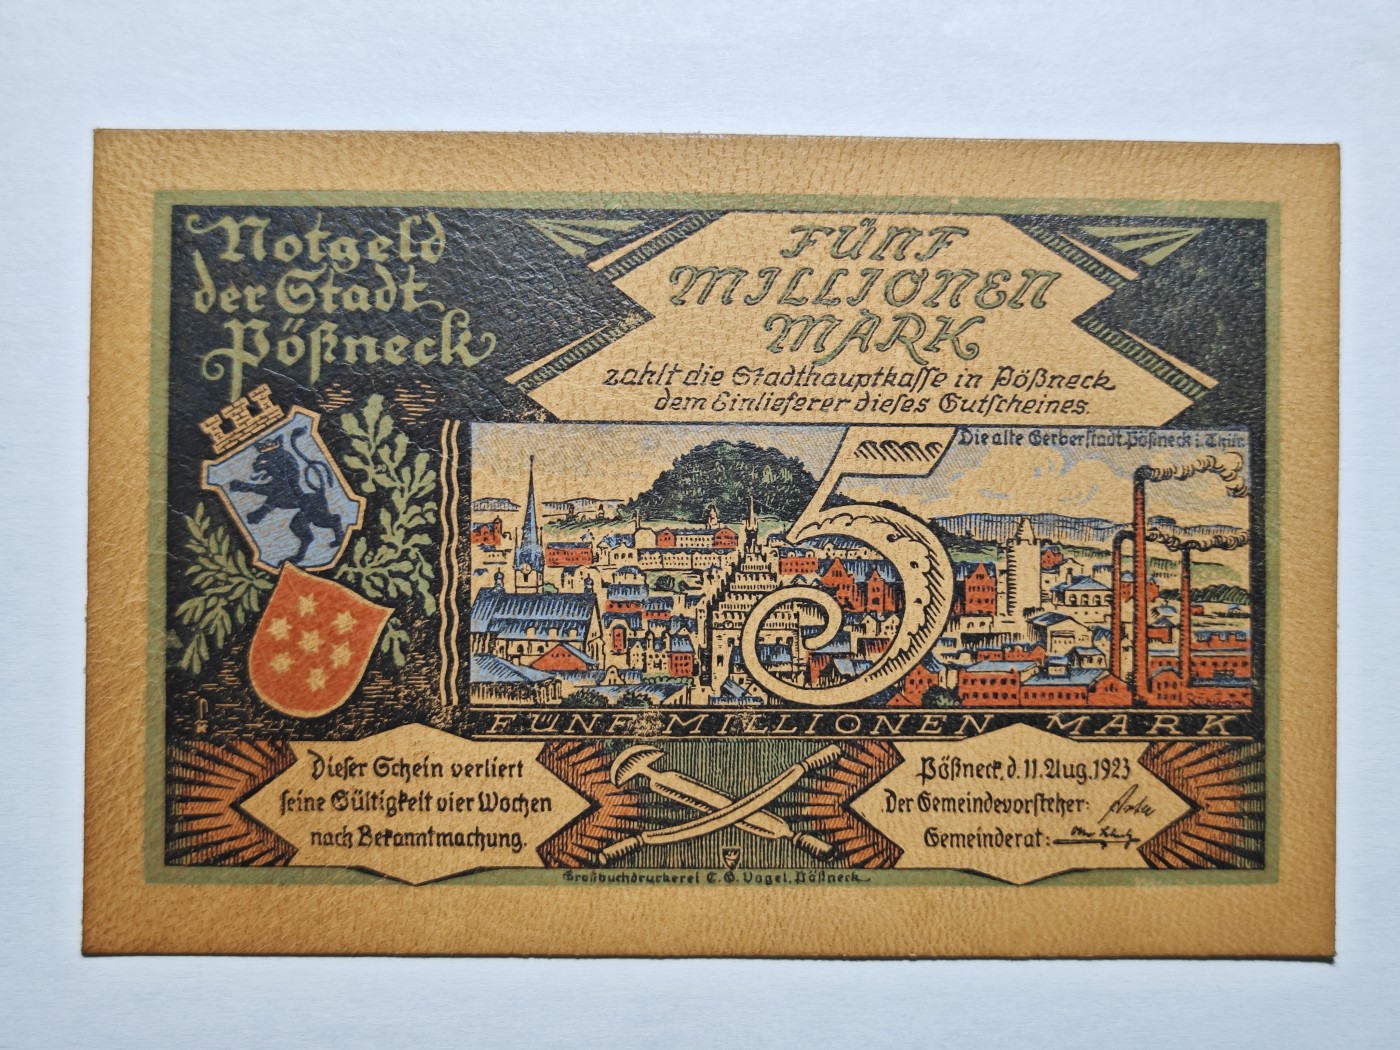 Notgeld
der Stadt
Pößneck
FÜNF
MILLIONEN
MARK
zahlt die Stadthauptkasse in Pößneck
dem Einlieferer dieses Gutscheines.
Die alte Gerberstadt Pößneck i. Thür.
5
FÜNF MILLIONEN MARK
Dieser Schein verliert
seine Gültigkeit vier Wochen
nach Bekanntmachung.
Pößneck, d. 11. Aug. 1923
Der Gemeindevorsteher:
Gemeinderat:
Großbuchdruckerei C. G. Vogel, Pößneck